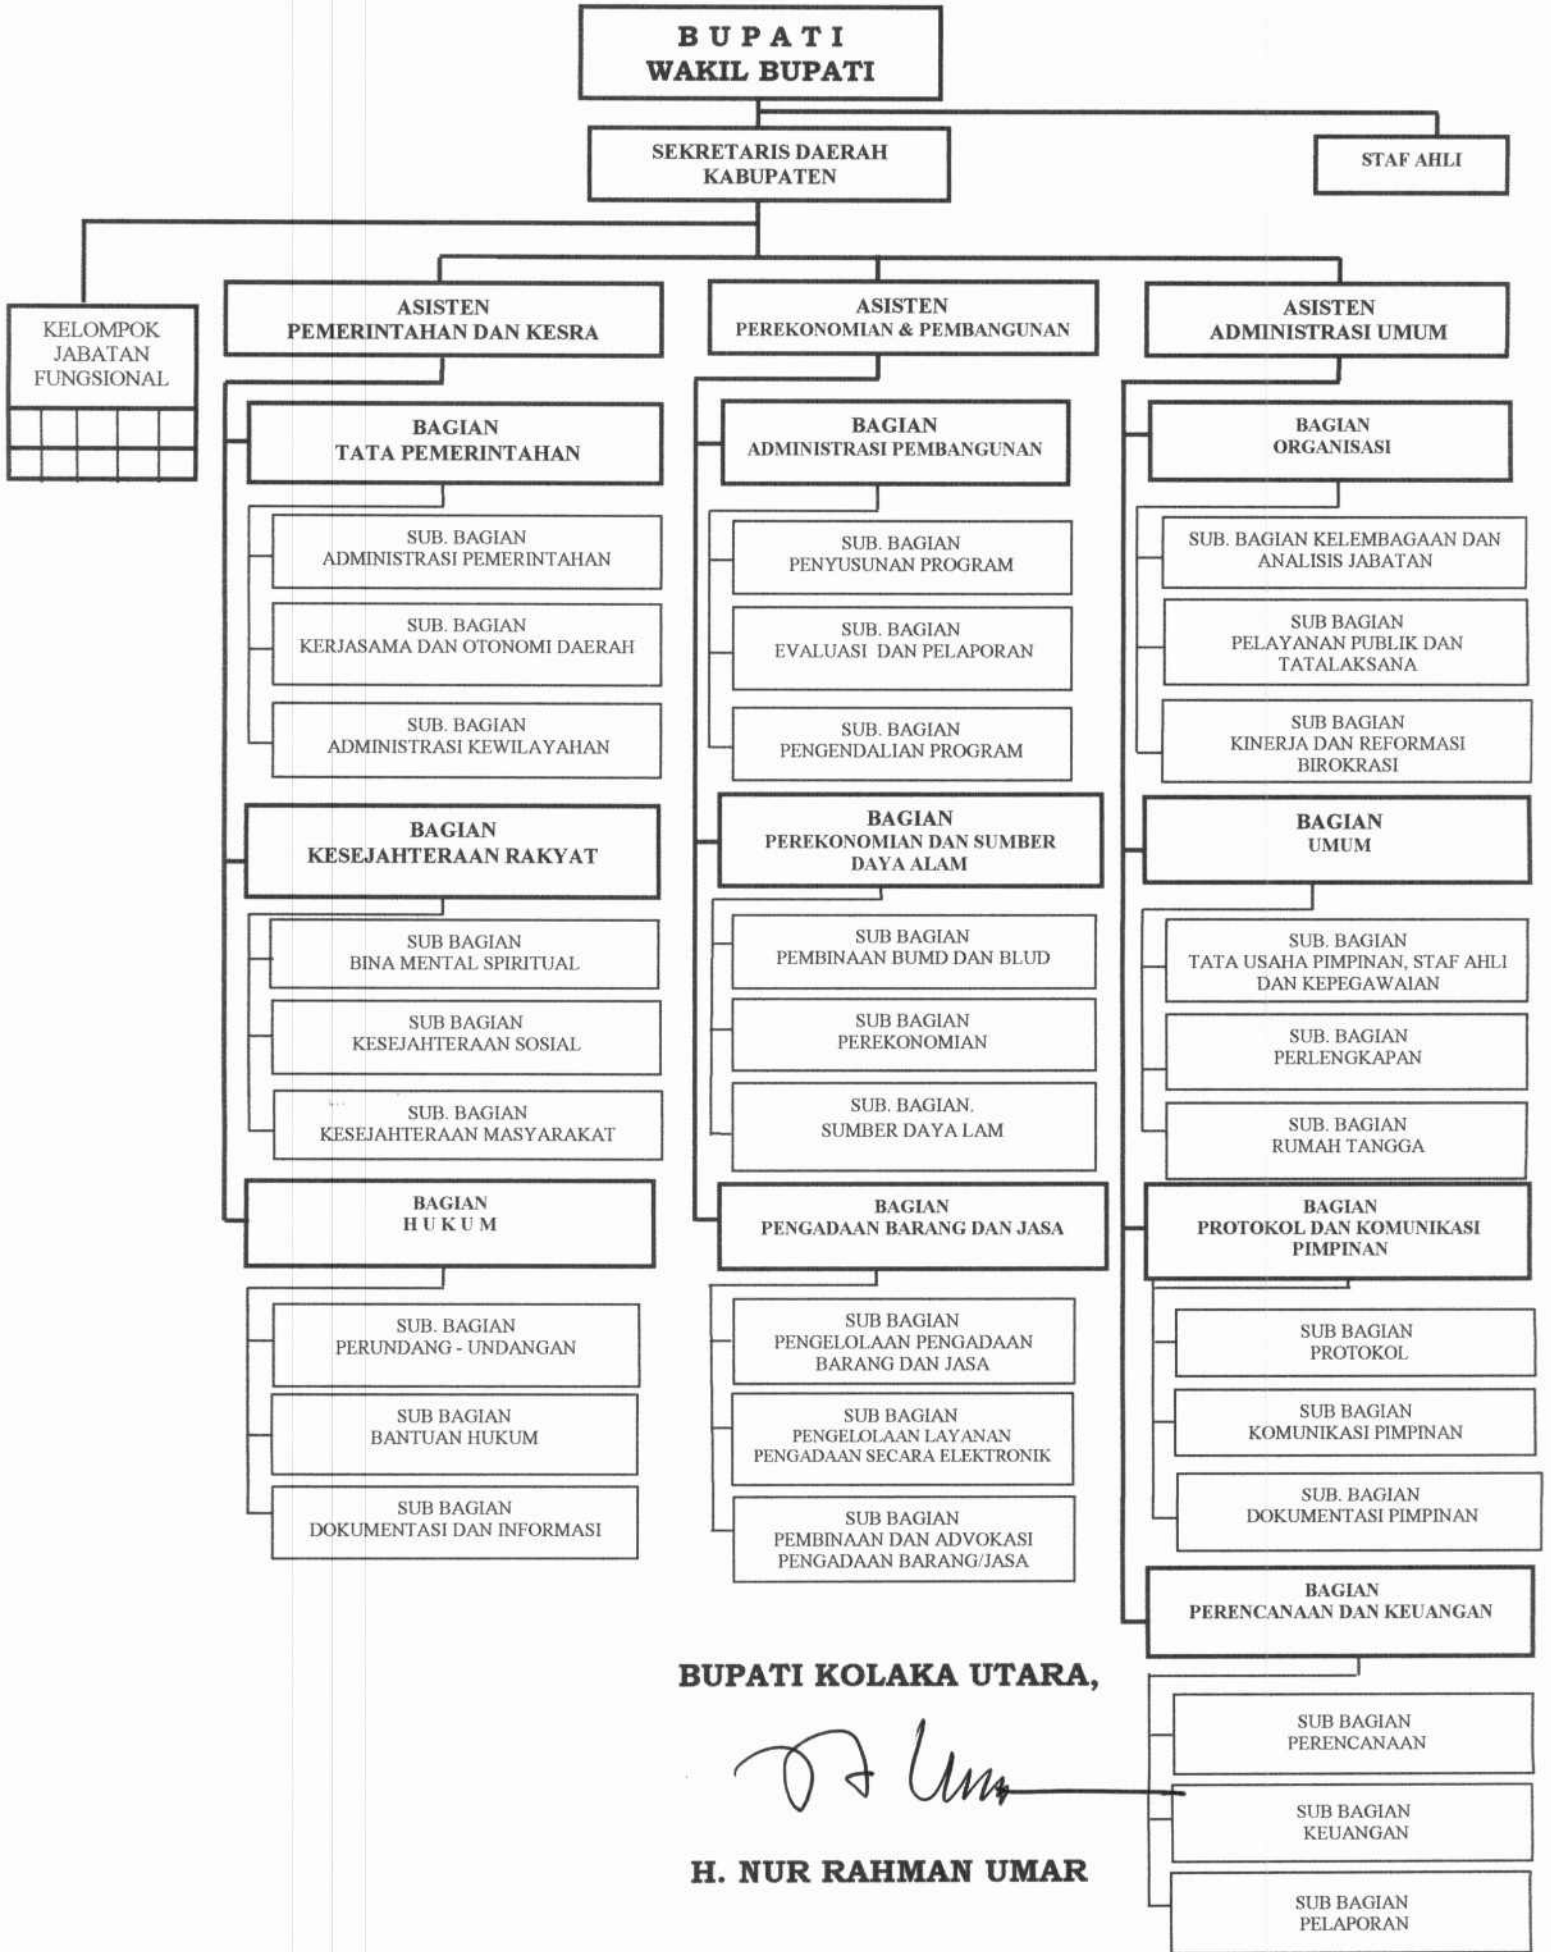 B U P A T I
WAKIL BUPATI
SEKRETARIS DAERAH
KABUPATEN
STAF AHLI
KELOMPOK
JABATAN
FUNGSIONAL
ASISTEN
PEMERINTAHAN DAN KESRA
BAGIAN
TATA PEMERINTAHAN
SUB. BAGIAN
ADMINISTRASI PEMERINTAHAN
SUB. BAGIAN
KERJASAMA DAN OTONOMI DAERAH
SUB. BAGIAN
ADMINISTRASI KEWILAYAHAN
BAGIAN
KESEJAHTERAAN RAKYAT
SUB BAGIAN
BINA MENTAL SPIRITUAL
SUB BAGIAN
KESEJAHTERAAN SOSIAL
SUB. BAGIAN
KESEJAHTERAAN MASYARAKAT
BAGIAN
H U K U M
SUB. BAGIAN
PERUNDANG - UNDANGAN
SUB BAGIAN
BANTUAN HUKUM
SUB BAGIAN
DOKUMENTASI DAN INFORMASI
ASISTEN
PEREKONOMIAN & PEMBANGUNAN
BAGIAN
ADMINISTRASI PEMBANGUNAN
SUB. BAGIAN
PENYUSUNAN PROGRAM
SUB. BAGIAN
EVALUASI DAN PELAPORAN
SUB. BAGIAN
PENGENDALIAN PROGRAM
BAGIAN
PEREKONOMIAN DAN SUMBER
DAYA ALAM
SUB BAGIAN
PEMBINAAN BUMD DAN BLUD
SUB BAGIAN
PEREKONOMIAN
SUB. BAGIAN.
SUMBER DAYA LAM
BAGIAN
PENGADAAN BARANG DAN JASA
SUB BAGIAN
PENGELOLAAN PENGADAAN
BARANG DAN JASA
SUB BAGIAN
PENGELOLAAN LAYANAN
PENGADAAN SECARA ELEKTRONIK
SUB BAGIAN
PEMBINAAN DAN ADVOKASI
PENGADAAN BARANG/JASA
ASISTEN
ADMINISTRASI UMUM
BAGIAN
ORGANISASI
SUB. BAGIAN KELEMBAGAAN DAN
ANALISIS JABATAN
SUB BAGIAN
PELAYANAN PUBLIK DAN
TATALAKSANA
SUB BAGIAN
KINERJA DAN REFORMASI
BIROKRASI
BAGIAN
UMUM
SUB. BAGIAN
TATA USAHA PIMPINAN, STAF AHLI
DAN KEPEGAWAIAN
SUB. BAGIAN
PERLENGKAPAN
SUB. BAGIAN
RUMAH TANGGA
BAGIAN
PROTOKOL DAN KOMUNIKASI
PIMPINAN
SUB BAGIAN
PROTOKOL
SUB BAGIAN
KOMUNIKASI PIMPINAN
SUB. BAGIAN
DOKUMENTASI PIMPINAN
BAGIAN
PERENCANAAN DAN KEUANGAN
SUB BAGIAN
PERENCANAAN
SUB BAGIAN
KEUANGAN
SUB BAGIAN
PELAPORAN
BUPATI KOLAKA UTARA,
H. NUR RAHMAN UMAR